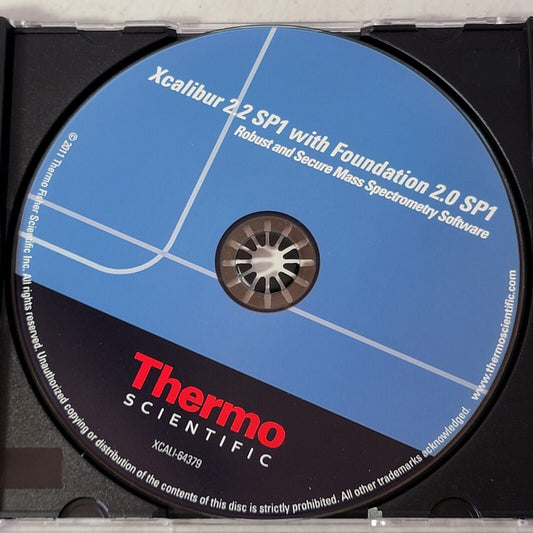 Xcalibur 2.2 SP1 with Foundation 2.0 SP1
Robust and Secure Mass Spectrometry Software
Thermo
SCIENTIFIC
XCALI-64379
www.thermoscientific.com
© 2011 Thermo Fisher Scientific Inc. All rights reserved. Unauthorized copying or distribution of the contents of this disc is strictly prohibited. All other trademarks acknowledged.